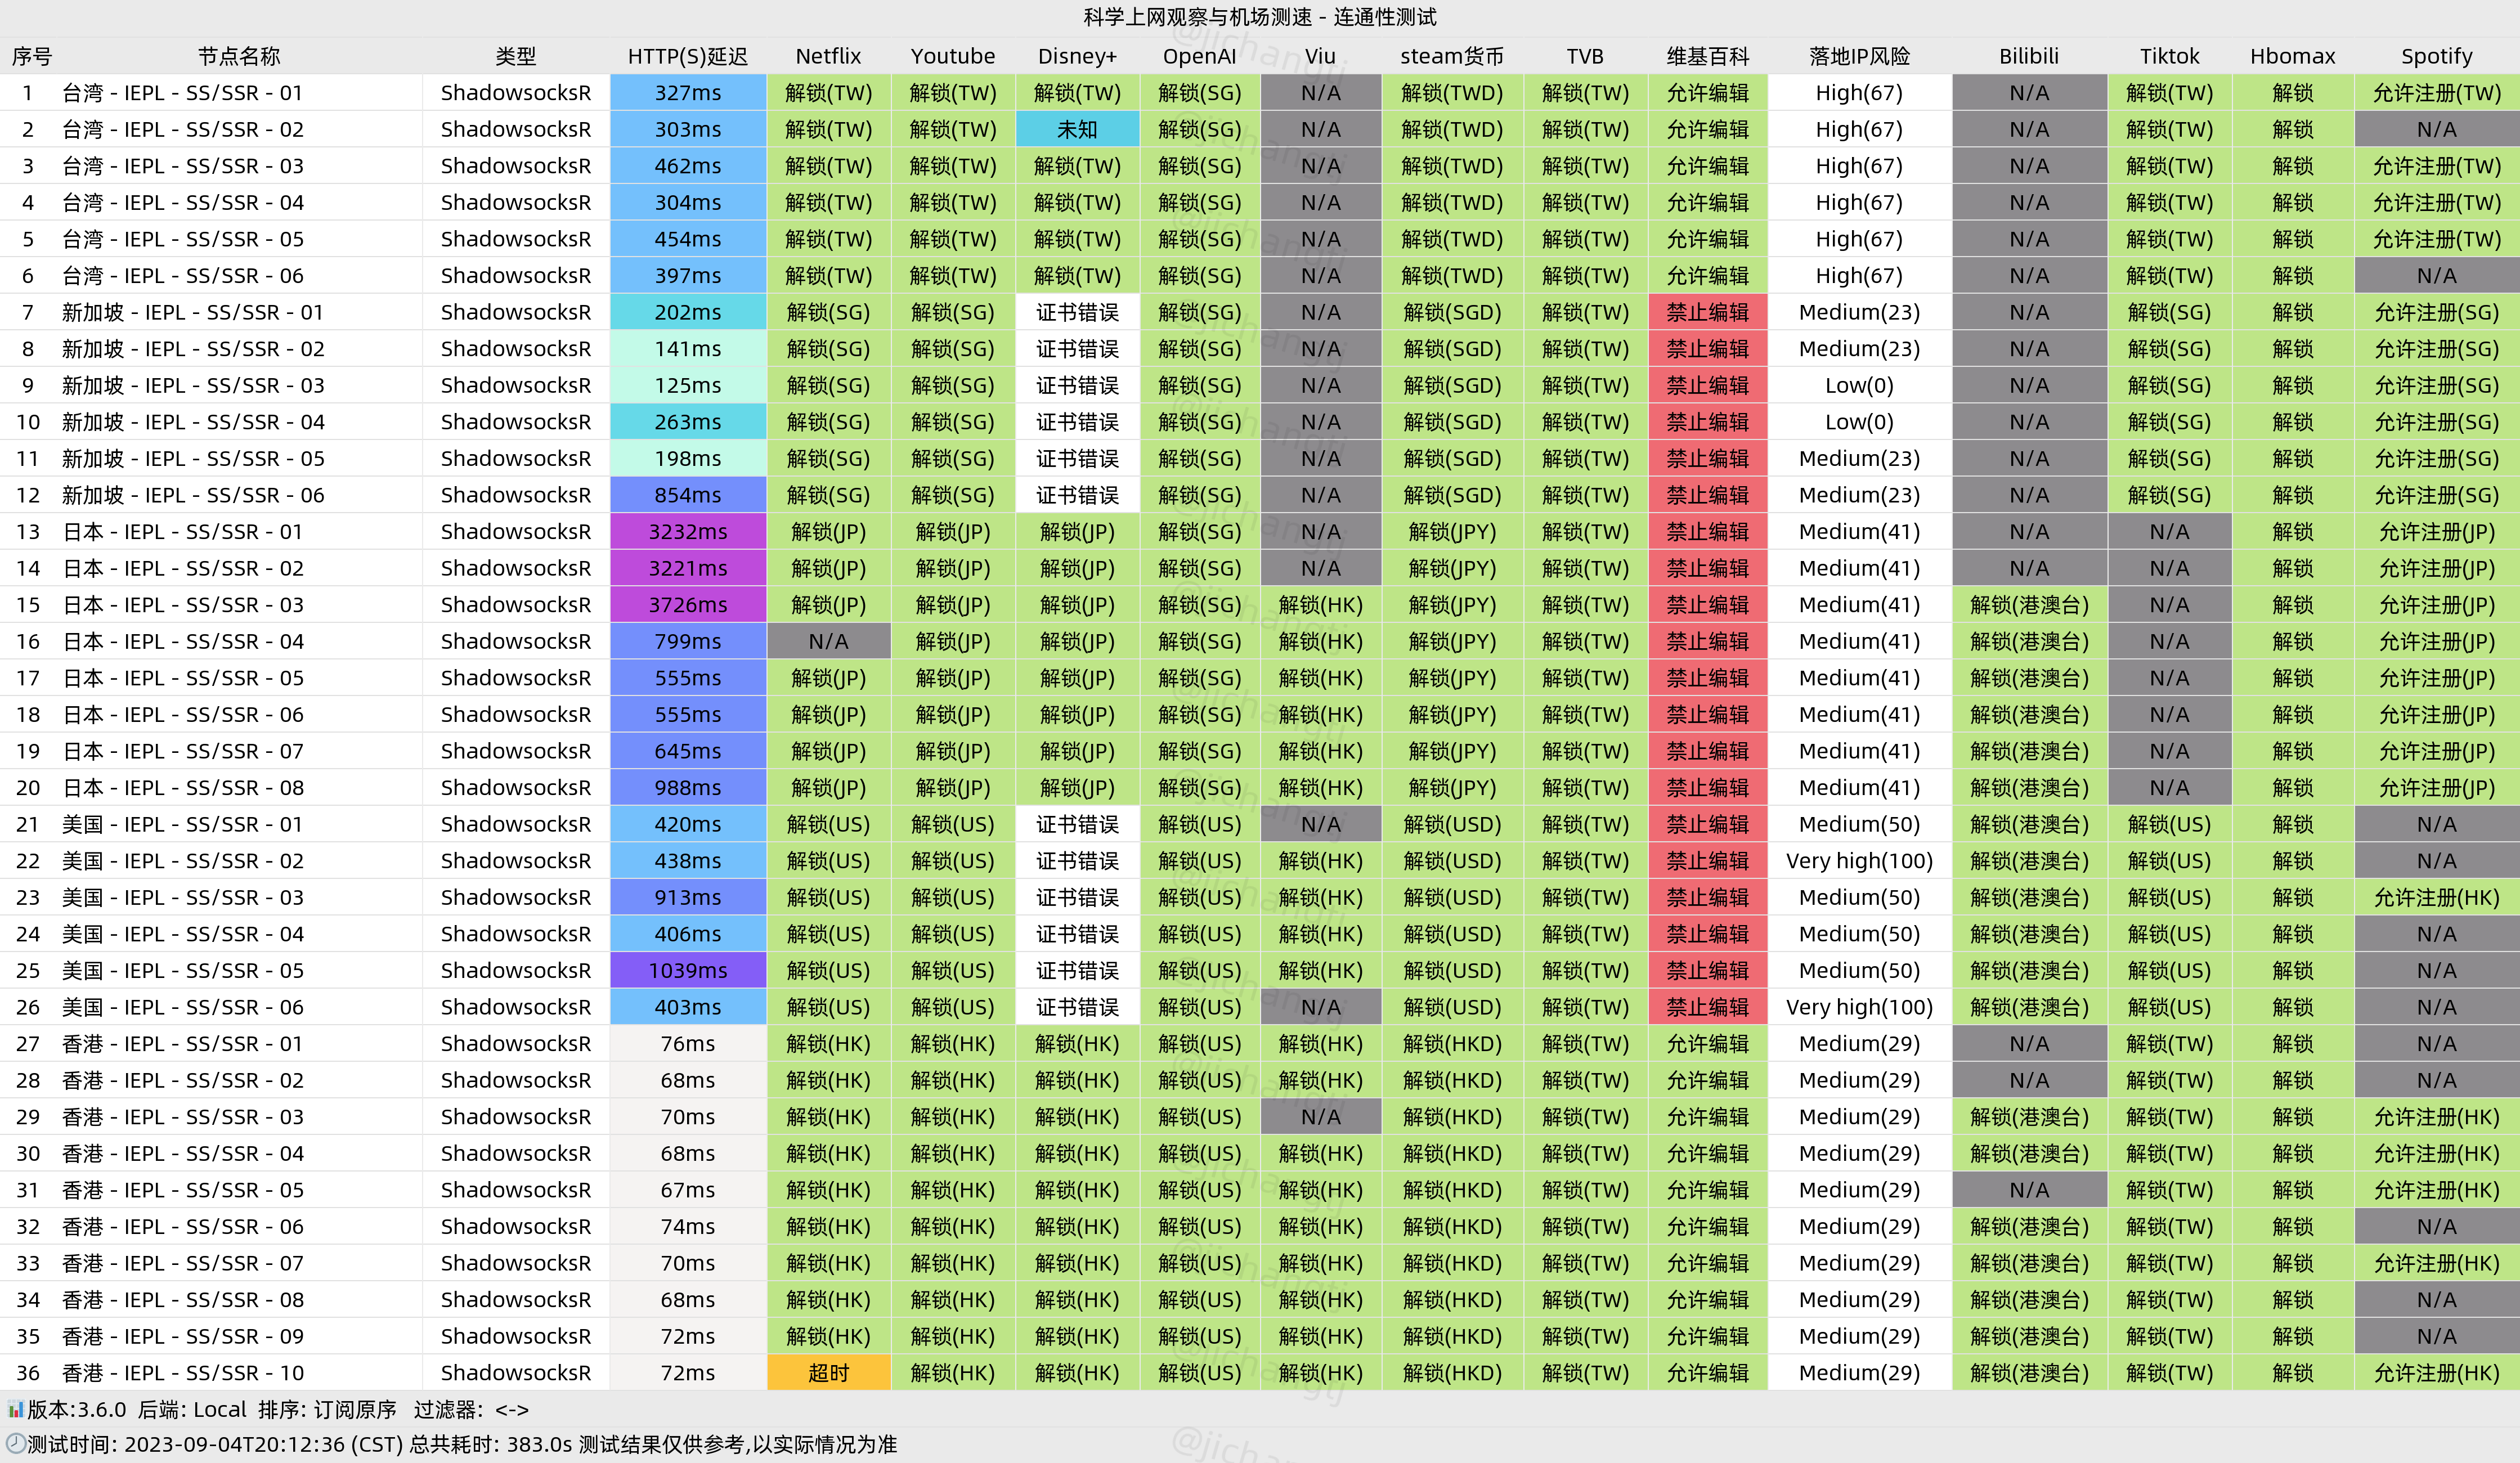 科学上网观察与机场测速 - 连通性测试
序号 节点名称 类型 HTTP(S)延迟 Netflix Youtube Disney+ OpenAI Viu steam货币 TVB 维基百科 落地IP风险 Bilibili Tiktok Hbomax Spotify
1 台湾 - IEPL - SS/SSR - 01 ShadowsocksR 327ms 解锁(TW) 解锁(TW) 解锁(TW) 解锁(SG) N/A 解锁(TWD) 解锁(TW) 允许编辑 High(67) N/A 解锁(TW) 解锁 允许注册(TW)
2 台湾 - IEPL - SS/SSR - 02 ShadowsocksR 303ms 解锁(TW) 解锁(TW) 未知 解锁(SG) N/A 解锁(TWD) 解锁(TW) 允许编辑 High(67) N/A 解锁(TW) 解锁 N/A
3 台湾 - IEPL - SS/SSR - 03 ShadowsocksR 462ms 解锁(TW) 解锁(TW) 解锁(TW) 解锁(SG) N/A 解锁(TWD) 解锁(TW) 允许编辑 High(67) N/A 解锁(TW) 解锁 允许注册(TW)
4 台湾 - IEPL - SS/SSR - 04 ShadowsocksR 304ms 解锁(TW) 解锁(TW) 解锁(TW) 解锁(SG) N/A 解锁(TWD) 解锁(TW) 允许编辑 High(67) N/A 解锁(TW) 解锁 允许注册(TW)
5 台湾 - IEPL - SS/SSR - 05 ShadowsocksR 454ms 解锁(TW) 解锁(TW) 解锁(TW) 解锁(SG) N/A 解锁(TWD) 解锁(TW) 允许编辑 High(67) N/A 解锁(TW) 解锁 允许注册(TW)
6 台湾 - IEPL - SS/SSR - 06 ShadowsocksR 397ms 解锁(TW) 解锁(TW) 解锁(TW) 解锁(SG) N/A 解锁(TWD) 解锁(TW) 允许编辑 High(67) N/A 解锁(TW) 解锁 N/A
7 新加坡 - IEPL - SS/SSR - 01 ShadowsocksR 202ms 解锁(SG) 解锁(SG) 证书错误 解锁(SG) N/A 解锁(SGD) 解锁(TW) 禁止编辑 Medium(23) N/A 解锁(SG) 解锁 允许注册(SG)
8 新加坡 - IEPL - SS/SSR - 02 ShadowsocksR 141ms 解锁(SG) 解锁(SG) 证书错误 解锁(SG) N/A 解锁(SGD) 解锁(TW) 禁止编辑 Medium(23) N/A 解锁(SG) 解锁 允许注册(SG)
9 新加坡 - IEPL - SS/SSR - 03 ShadowsocksR 125ms 解锁(SG) 解锁(SG) 证书错误 解锁(SG) N/A 解锁(SGD) 解锁(TW) 禁止编辑 Low(0) N/A 解锁(SG) 解锁 允许注册(SG)
10 新加坡 - IEPL - SS/SSR - 04 ShadowsocksR 263ms 解锁(SG) 解锁(SG) 证书错误 解锁(SG) N/A 解锁(SGD) 解锁(TW) 禁止编辑 Low(0) N/A 解锁(SG) 解锁 允许注册(SG)
11 新加坡 - IEPL - SS/SSR - 05 ShadowsocksR 198ms 解锁(SG) 解锁(SG) 证书错误 解锁(SG) N/A 解锁(SGD) 解锁(TW) 禁止编辑 Medium(23) N/A 解锁(SG) 解锁 允许注册(SG)
12 新加坡 - IEPL - SS/SSR - 06 ShadowsocksR 854ms 解锁(SG) 解锁(SG) 证书错误 解锁(SG) N/A 解锁(SGD) 解锁(TW) 禁止编辑 Medium(23) N/A 解锁(SG) 解锁 允许注册(SG)
13 日本 - IEPL - SS/SSR - 01 ShadowsocksR 3232ms 解锁(JP) 解锁(JP) 解锁(JP) 解锁(SG) N/A 解锁(JPY) 解锁(TW) 禁止编辑 Medium(41) N/A N/A 解锁 允许注册(JP)
14 日本 - IEPL - SS/SSR - 02 ShadowsocksR 3221ms 解锁(JP) 解锁(JP) 解锁(JP) 解锁(SG) N/A 解锁(JPY) 解锁(TW) 禁止编辑 Medium(41) N/A N/A 解锁 允许注册(JP)
15 日本 - IEPL - SS/SSR - 03 ShadowsocksR 3726ms 解锁(JP) 解锁(JP) 解锁(JP) 解锁(SG) 解锁(HK) 解锁(JPY) 解锁(TW) 禁止编辑 Medium(41) 解锁(港澳台) N/A 解锁 允许注册(JP)
16 日本 - IEPL - SS/SSR - 04 ShadowsocksR 799ms N/A 解锁(JP) 解锁(JP) 解锁(SG) 解锁(HK) 解锁(JPY) 解锁(TW) 禁止编辑 Medium(41) 解锁(港澳台) N/A 解锁 允许注册(JP)
17 日本 - IEPL - SS/SSR - 05 ShadowsocksR 555ms 解锁(JP) 解锁(JP) 解锁(JP) 解锁(SG) 解锁(HK) 解锁(JPY) 解锁(TW) 禁止编辑 Medium(41) 解锁(港澳台) N/A 解锁 允许注册(JP)
18 日本 - IEPL - SS/SSR - 06 ShadowsocksR 555ms 解锁(JP) 解锁(JP) 解锁(JP) 解锁(SG) 解锁(HK) 解锁(JPY) 解锁(TW) 禁止编辑 Medium(41) 解锁(港澳台) N/A 解锁 允许注册(JP)
19 日本 - IEPL - SS/SSR - 07 ShadowsocksR 645ms 解锁(JP) 解锁(JP) 解锁(JP) 解锁(SG) 解锁(HK) 解锁(JPY) 解锁(TW) 禁止编辑 Medium(41) 解锁(港澳台) N/A 解锁 允许注册(JP)
20 日本 - IEPL - SS/SSR - 08 ShadowsocksR 988ms 解锁(JP) 解锁(JP) 解锁(JP) 解锁(SG) 解锁(HK) 解锁(JPY) 解锁(TW) 禁止编辑 Medium(41) 解锁(港澳台) N/A 解锁 允许注册(JP)
21 美国 - IEPL - SS/SSR - 01 ShadowsocksR 420ms 解锁(US) 解锁(US) 证书错误 解锁(US) N/A 解锁(USD) 解锁(TW) 禁止编辑 Medium(50) 解锁(港澳台) 解锁(US) 解锁 N/A
22 美国 - IEPL - SS/SSR - 02 ShadowsocksR 438ms 解锁(US) 解锁(US) 证书错误 解锁(US) 解锁(HK) 解锁(USD) 解锁(TW) 禁止编辑 Very high(100) 解锁(港澳台) 解锁(US) 解锁 N/A
23 美国 - IEPL - SS/SSR - 03 ShadowsocksR 913ms 解锁(US) 解锁(US) 证书错误 解锁(US) 解锁(HK) 解锁(USD) 解锁(TW) 禁止编辑 Medium(50) 解锁(港澳台) 解锁(US) 解锁 允许注册(HK)
24 美国 - IEPL - SS/SSR - 04 ShadowsocksR 406ms 解锁(US) 解锁(US) 证书错误 解锁(US) 解锁(HK) 解锁(USD) 解锁(TW) 禁止编辑 Medium(50) 解锁(港澳台) 解锁(US) 解锁 N/A
25 美国 - IEPL - SS/SSR - 05 ShadowsocksR 1039ms 解锁(US) 解锁(US) 证书错误 解锁(US) 解锁(HK) 解锁(USD) 解锁(TW) 禁止编辑 Medium(50) 解锁(港澳台) 解锁(US) 解锁 N/A
26 美国 - IEPL - SS/SSR - 06 ShadowsocksR 403ms 解锁(US) 解锁(US) 证书错误 解锁(US) N/A 解锁(USD) 解锁(TW) 禁止编辑 Very high(100) 解锁(港澳台) 解锁(US) 解锁 N/A
27 香港 - IEPL - SS/SSR - 01 ShadowsocksR 76ms 解锁(HK) 解锁(HK) 解锁(HK) 解锁(US) 解锁(HK) 解锁(HKD) 解锁(TW) 允许编辑 Medium(29) N/A 解锁(TW) 解锁 N/A
28 香港 - IEPL - SS/SSR - 02 ShadowsocksR 68ms 解锁(HK) 解锁(HK) 解锁(HK) 解锁(US) 解锁(HK) 解锁(HKD) 解锁(TW) 允许编辑 Medium(29) N/A 解锁(TW) 解锁 N/A
29 香港 - IEPL - SS/SSR - 03 ShadowsocksR 70ms 解锁(HK) 解锁(HK) 解锁(HK) 解锁(US) N/A 解锁(HKD) 解锁(TW) 允许编辑 Medium(29) 解锁(港澳台) 解锁(TW) 解锁 允许注册(HK)
30 香港 - IEPL - SS/SSR - 04 ShadowsocksR 68ms 解锁(HK) 解锁(HK) 解锁(HK) 解锁(US) 解锁(HK) 解锁(HKD) 解锁(TW) 允许编辑 Medium(29) 解锁(港澳台) 解锁(TW) 解锁 允许注册(HK)
31 香港 - IEPL - SS/SSR - 05 ShadowsocksR 67ms 解锁(HK) 解锁(HK) 解锁(HK) 解锁(US) 解锁(HK) 解锁(HKD) 解锁(TW) 允许编辑 Medium(29) N/A 解锁(TW) 解锁 允许注册(HK)
32 香港 - IEPL - SS/SSR - 06 ShadowsocksR 74ms 解锁(HK) 解锁(HK) 解锁(HK) 解锁(US) 解锁(HK) 解锁(HKD) 解锁(TW) 允许编辑 Medium(29) 解锁(港澳台) 解锁(TW) 解锁 N/A
33 香港 - IEPL - SS/SSR - 07 ShadowsocksR 70ms 解锁(HK) 解锁(HK) 解锁(HK) 解锁(US) 解锁(HK) 解锁(HKD) 解锁(TW) 允许编辑 Medium(29) 解锁(港澳台) 解锁(TW) 解锁 允许注册(HK)
34 香港 - IEPL - SS/SSR - 08 ShadowsocksR 68ms 解锁(HK) 解锁(HK) 解锁(HK) 解锁(US) 解锁(HK) 解锁(HKD) 解锁(TW) 允许编辑 Medium(29) 解锁(港澳台) 解锁(TW) 解锁 N/A
35 香港 - IEPL - SS/SSR - 09 ShadowsocksR 72ms 解锁(HK) 解锁(HK) 解锁(HK) 解锁(US) 解锁(HK) 解锁(HKD) 解锁(TW) 允许编辑 Medium(29) 解锁(港澳台) 解锁(TW) 解锁 N/A
36 香港 - IEPL - SS/SSR - 10 ShadowsocksR 72ms 超时 解锁(HK) 解锁(HK) 解锁(US) 解锁(HK) 解锁(HKD) 解锁(TW) 允许编辑 Medium(29) 解锁(港澳台) 解锁(TW) 解锁 允许注册(HK)
版本:3.6.0 后端: Local 排序: 订阅原序 过滤器: <->
测试时间: 2023-09-04T20:12:36 (CST) 总共耗时: 383.0s 测试结果仅供参考,以实际情况为准
@jichangtj